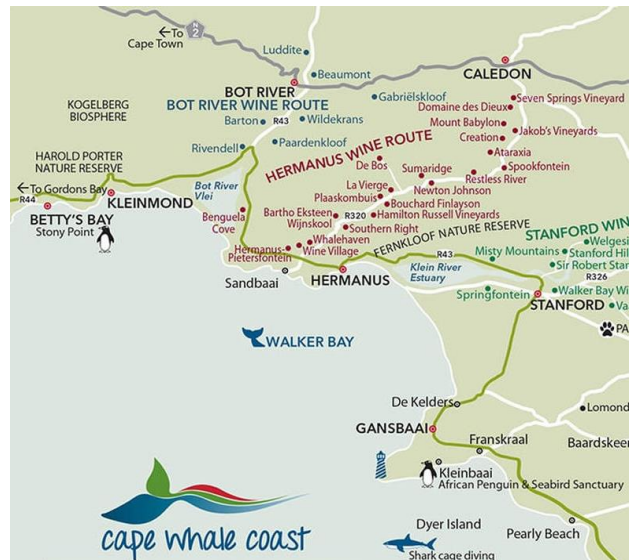 N
2
To
Cape Town
Luddite
Beaumont
CALEDON
BOT RIVER
KOGELBERG
BIOSPHERE
BOT RIVER WINE ROUTE
Gabriëlskloof
Seven Springs Vineyard
Domaine des Dieux
Barton
R43
Wildekrans
Mount Babylon
Creation
Jakob's Vineyards
Rivendell
Paardenkloof
HERMANUS WINE ROUTE
Ataraxia
HAROLD PORTER
NATURE RESERVE
De Bos
Spookfontein
Sumaridge
Restless River
To Gordons Bay
R44
KLEINMOND
Bot River
Vlei
La Vierge
Newton Johnson
Plaaskombuis
BETTY'S BAY
Stony Point
Benguela
Cove
Bartho Eksteen
Wijnskool
R320
Bouchard Finlayson
Hamilton Russell Vineyards
Southern Right
FERNKLOOF NATURE RESERVE
STANFORD WIN
Whalehaven
Hermanus-
Pietersfontein
Wine Village
R43
Misty Mountains
Welgesi
Stanford Hil
Sir Robert Stan
R326
Sandbaai
HERMANUS
Klein River
Estuary
Springfontein
Walker Bay Wi
STANFORD
Va
PA
WALKER BAY
De Kelders
Lomond
GANSBAAI
Franskraal
Baardskeer
Kleinbaai
African Penguin & Seabird Sanctuary
cape whale coast
Dyer Island
Pearly Beach
Shark cage diving